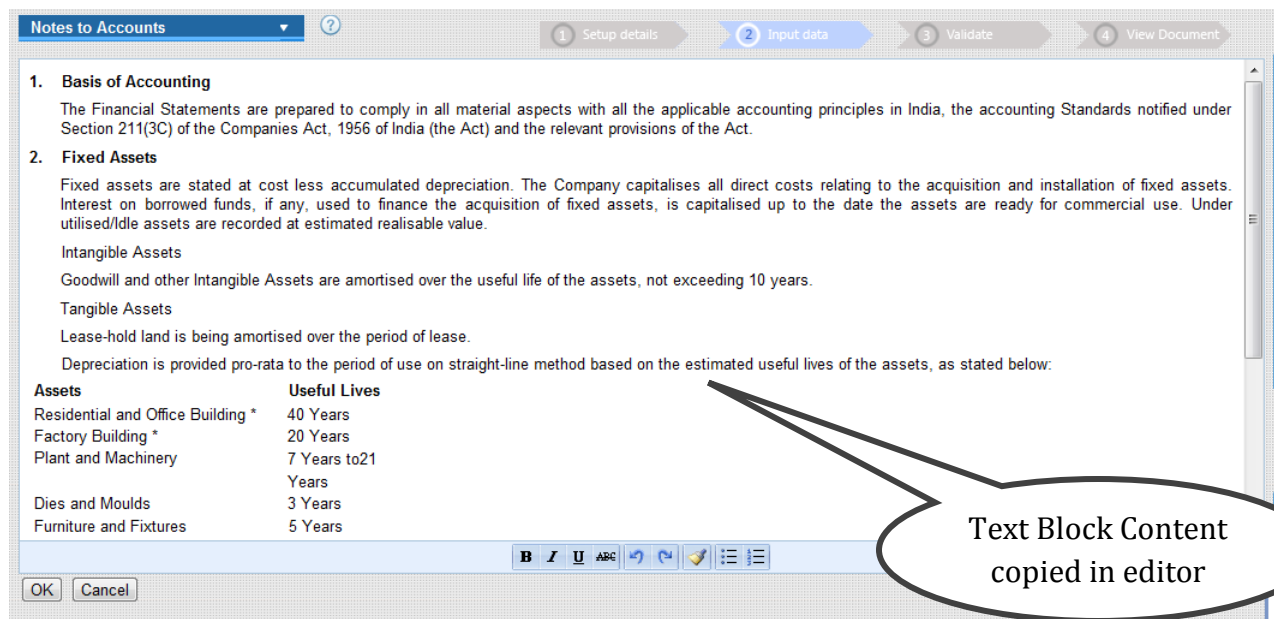 Notes to Accounts
?
1 Setup details
2 Input data
3 Validate
4 View Document
1. Basis of Accounting
The Financial Statements are prepared to comply in all material aspects with all the applicable accounting principles in India, the accounting Standards notified under
Section 211(3C) of the Companies Act, 1956 of India (the Act) and the relevant provisions of the Act.
2. Fixed Assets
Fixed assets are stated at cost less accumulated depreciation. The Company capitalises all direct costs relating to the acquisition and installation of fixed assets.
Interest on borrowed funds, if any, used to finance the acquisition of fixed assets, is capitalised up to the date the assets are ready for commercial use. Under
utilised/Idle assets are recorded at estimated realisable value.
Intangible Assets
Goodwill and other Intangible Assets are amortised over the useful life of the assets, not exceeding 10 years.
Tangible Assets
Lease-hold land is being amortised over the period of lease.
Depreciation is provided pro-rata to the period of use on straight-line method based on the estimated useful lives of the assets, as stated below:
Assets Useful Lives
Residential and Office Building * 40 Years
Factory Building * 20 Years
Plant and Machinery 7 Years to21
Years
Dies and Moulds 3 Years
Furniture and Fixtures 5 Years
B I U ABC
OK Cancel
Text Block Content
copied in editor